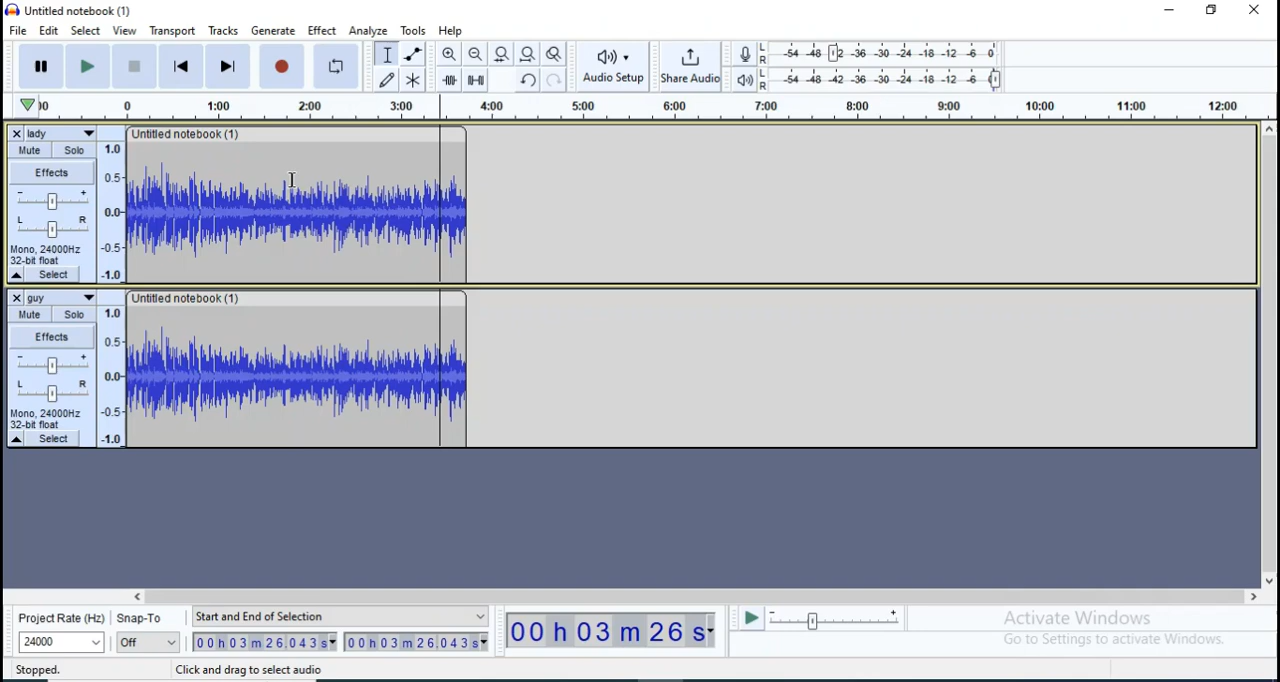 Untitled notebook (1)
File Edit Select View Transport Tracks Generate Effect Analyze Tools Help
Audio Setup Share Audio
L R -54 -48 -42 -36 -30 -24 -18 -12 -6 0
L R -54 -48 -42 -36 -30 -24 -18 -12 -6 0
0 1:00 2:00 3:00 4:00 5:00 6:00 7:00 8:00 9:00 10:00 11:00 12:00
lady Untitled notebook (1)
Mute Solo
Effects
- +
L R
Mono, 24000Hz
32-bit float
Select
1.0
0.5
0.0
-0.5
-1.0
guy Untitled notebook (1)
Mute Solo
Effects
- +
L R
Mono, 24000Hz
32-bit float
Select
1.0
0.5
0.0
-0.5
-1.0
Project Rate (Hz) Snap-To Start and End of Selection
24000 Off 00 h 03 m 26.043 s 00 h 03 m 26.043 s
00 h 03 m 26 s
- +
Activate Windows
Go to Settings to activate Windows.
Stopped. Click and drag to select audio